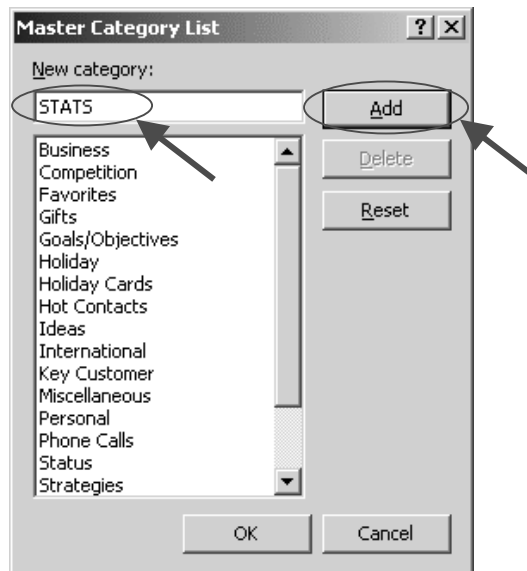 Master Category List
New category:
STATS
Add
Business
Competition
Favorites
Gifts
Goals/Objectives
Holiday
Holiday Cards
Hot Contacts
Ideas
International
Key Customer
Miscellaneous
Personal
Phone Calls
Status
Strategies
Delete
Reset
OK
Cancel